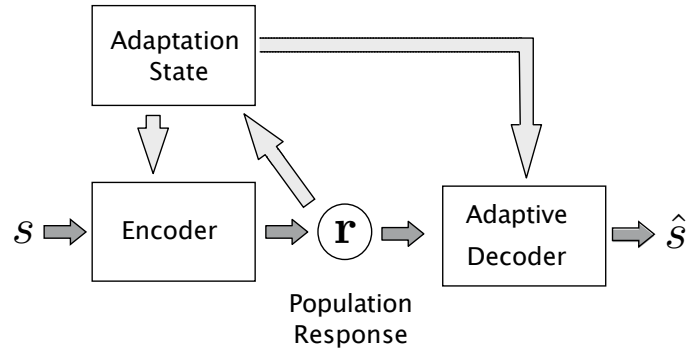 Adaptation
State
s
Encoder
r
Adaptive
Decoder
ŝ
Population
Response